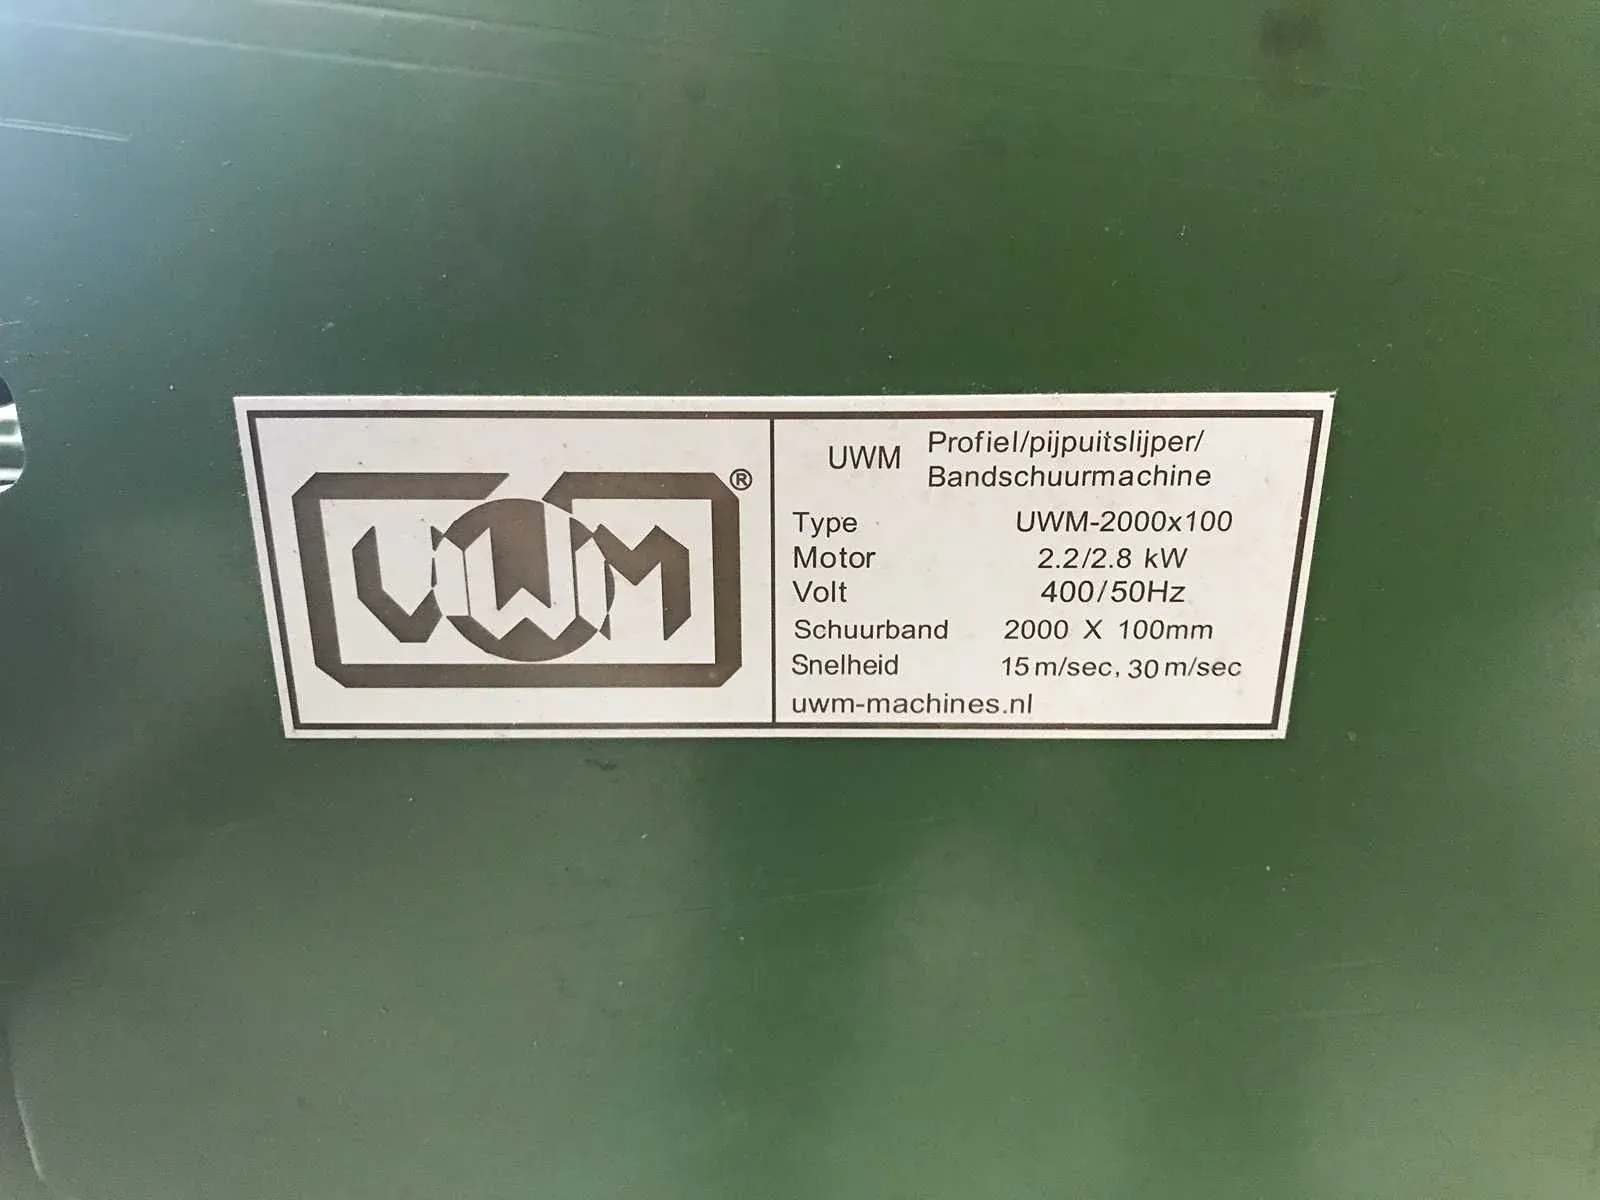 UWM
®
UWM Profiel/pijpuitslijper/
Bandschuurmachine
Type UWM-2000x100
Motor 2.2/2.8 kW
Volt 400/50Hz
Schuurband 2000 X 100mm
Snelheid 15 m/sec, 30 m/sec
uwm-machines.nl